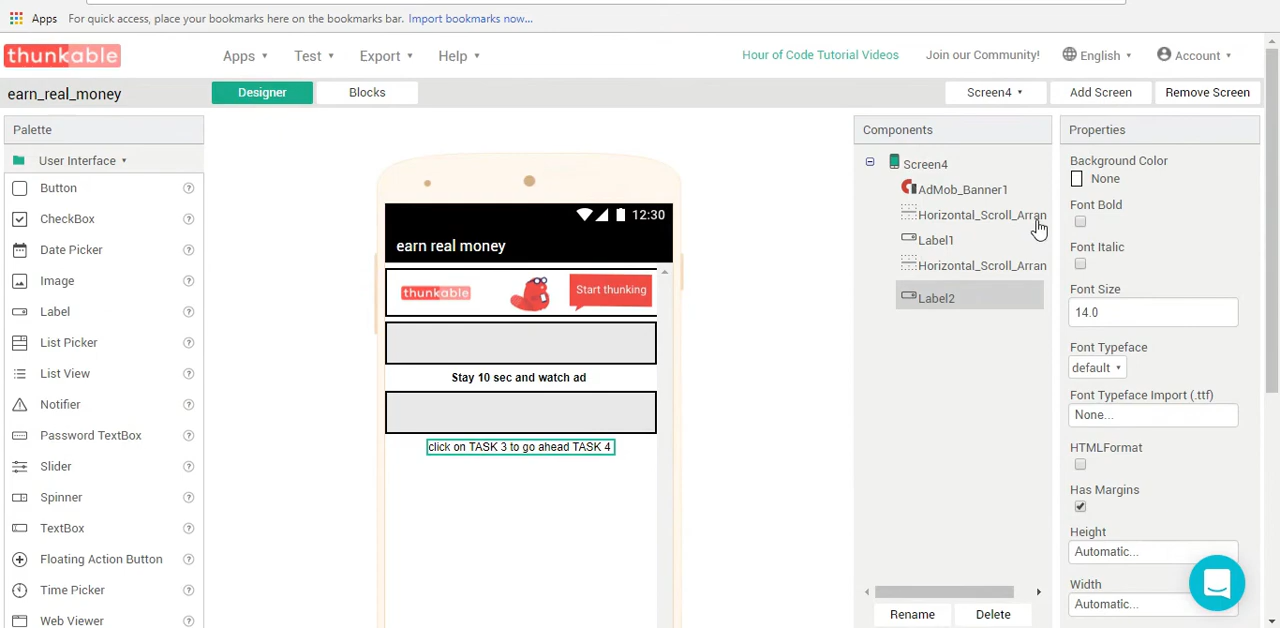 Apps For quick access, place your bookmarks here on the bookmarks bar. Import bookmarks now...
thunkable Apps Test Export Help Hour of Code Tutorial Videos Join our Community! English Account
earn_real_money Designer Blocks Screen4 Add Screen Remove Screen
Palette
User Interface
Button ?
CheckBox ?
Date Picker ?
Image ?
Label ?
List Picker ?
List View ?
Notifier ?
Password TextBox ?
Slider ?
Spinner ?
TextBox ?
Floating Action Button ?
Time Picker ?
Web Viewer ?
12:30
earn real money
thunkable Start thunking
Stay 10 sec and watch ad
click on TASK 3 to go ahead TASK 4
Components
Screen4
AdMob_Banner1
Horizontal_Scroll_Arran
Label1
Horizontal_Scroll_Arran
Label2
Rename Delete
Properties
Background Color
None
Font Bold
Font Italic
Font Size
14.0
Font Typeface
default
Font Typeface Import (.ttf)
None...
HTMLFormat
Has Margins
Height
Automatic...
Width
Automatic...